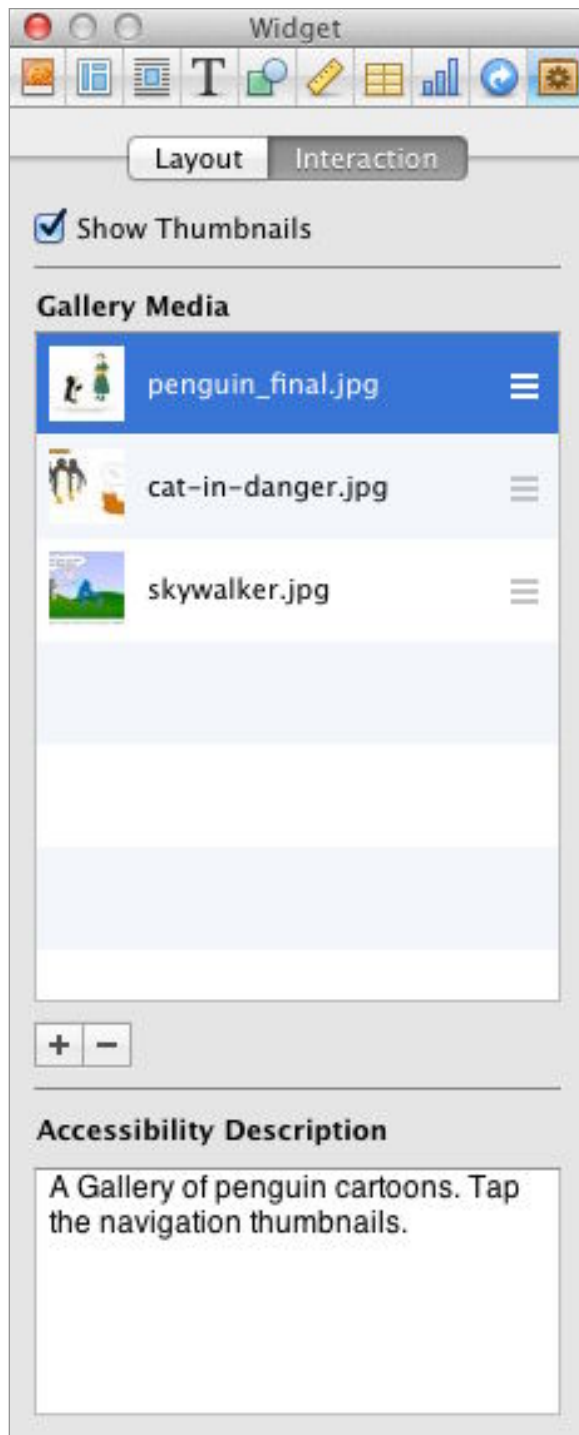 Widget
T
Layout Interaction
Show Thumbnails
Gallery Media
penguin_final.jpg
cat-in-danger.jpg
skywalker.jpg
+ -
Accessibility Description
A Gallery of penguin cartoons. Tap
the navigation thumbnails.